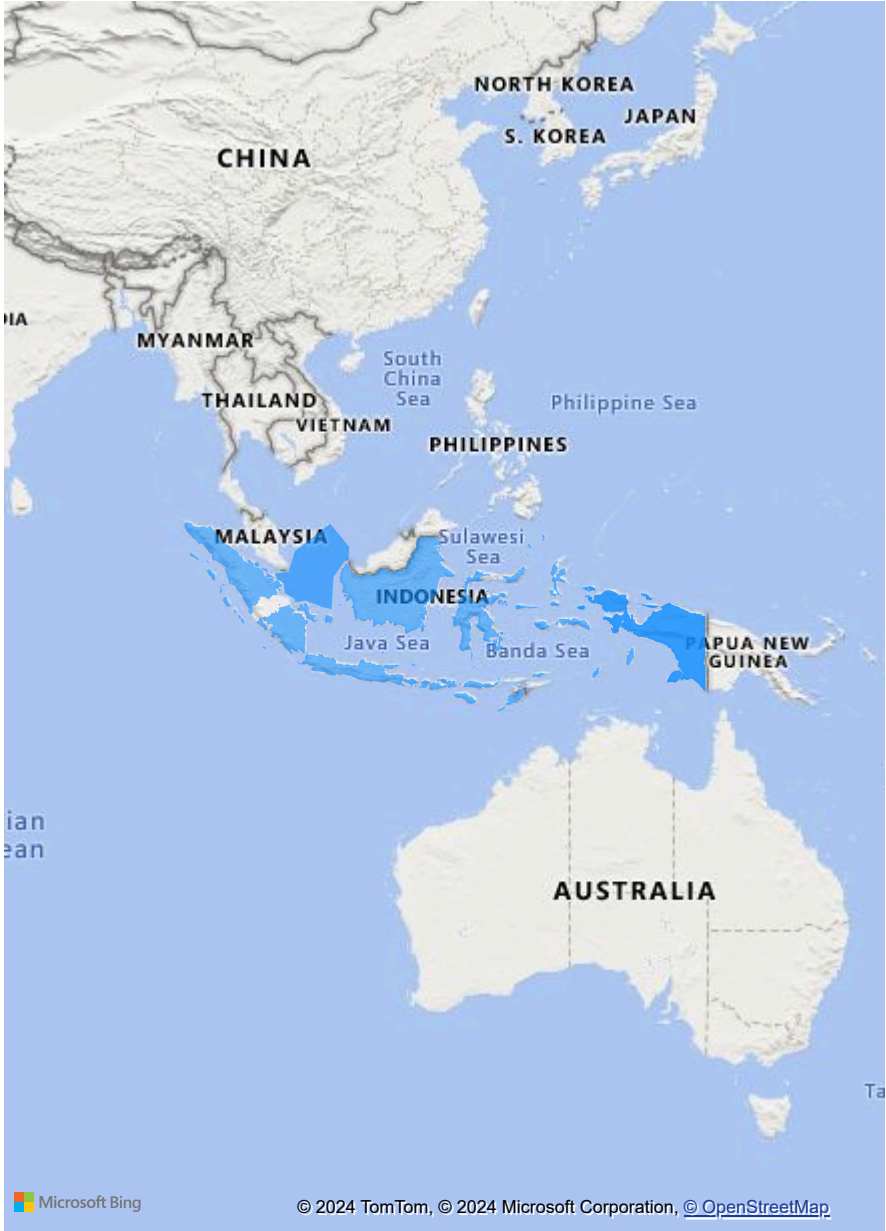 NORTH KOREA
JAPAN
S. KOREA
CHINA
IA
MYANMAR
South
China
Sea
THAILAND
Philippine Sea
VIETNAM
PHILIPPINES
MALAYSIA
Sulawesi
Sea
INDONESIA
Java Sea
Banda Sea
PAPUA NEW
GUINEA
ian
ean
AUSTRALIA
Ta
Microsoft Bing
© 2024 TomTom, © 2024 Microsoft Corporation, © OpenStreetMap